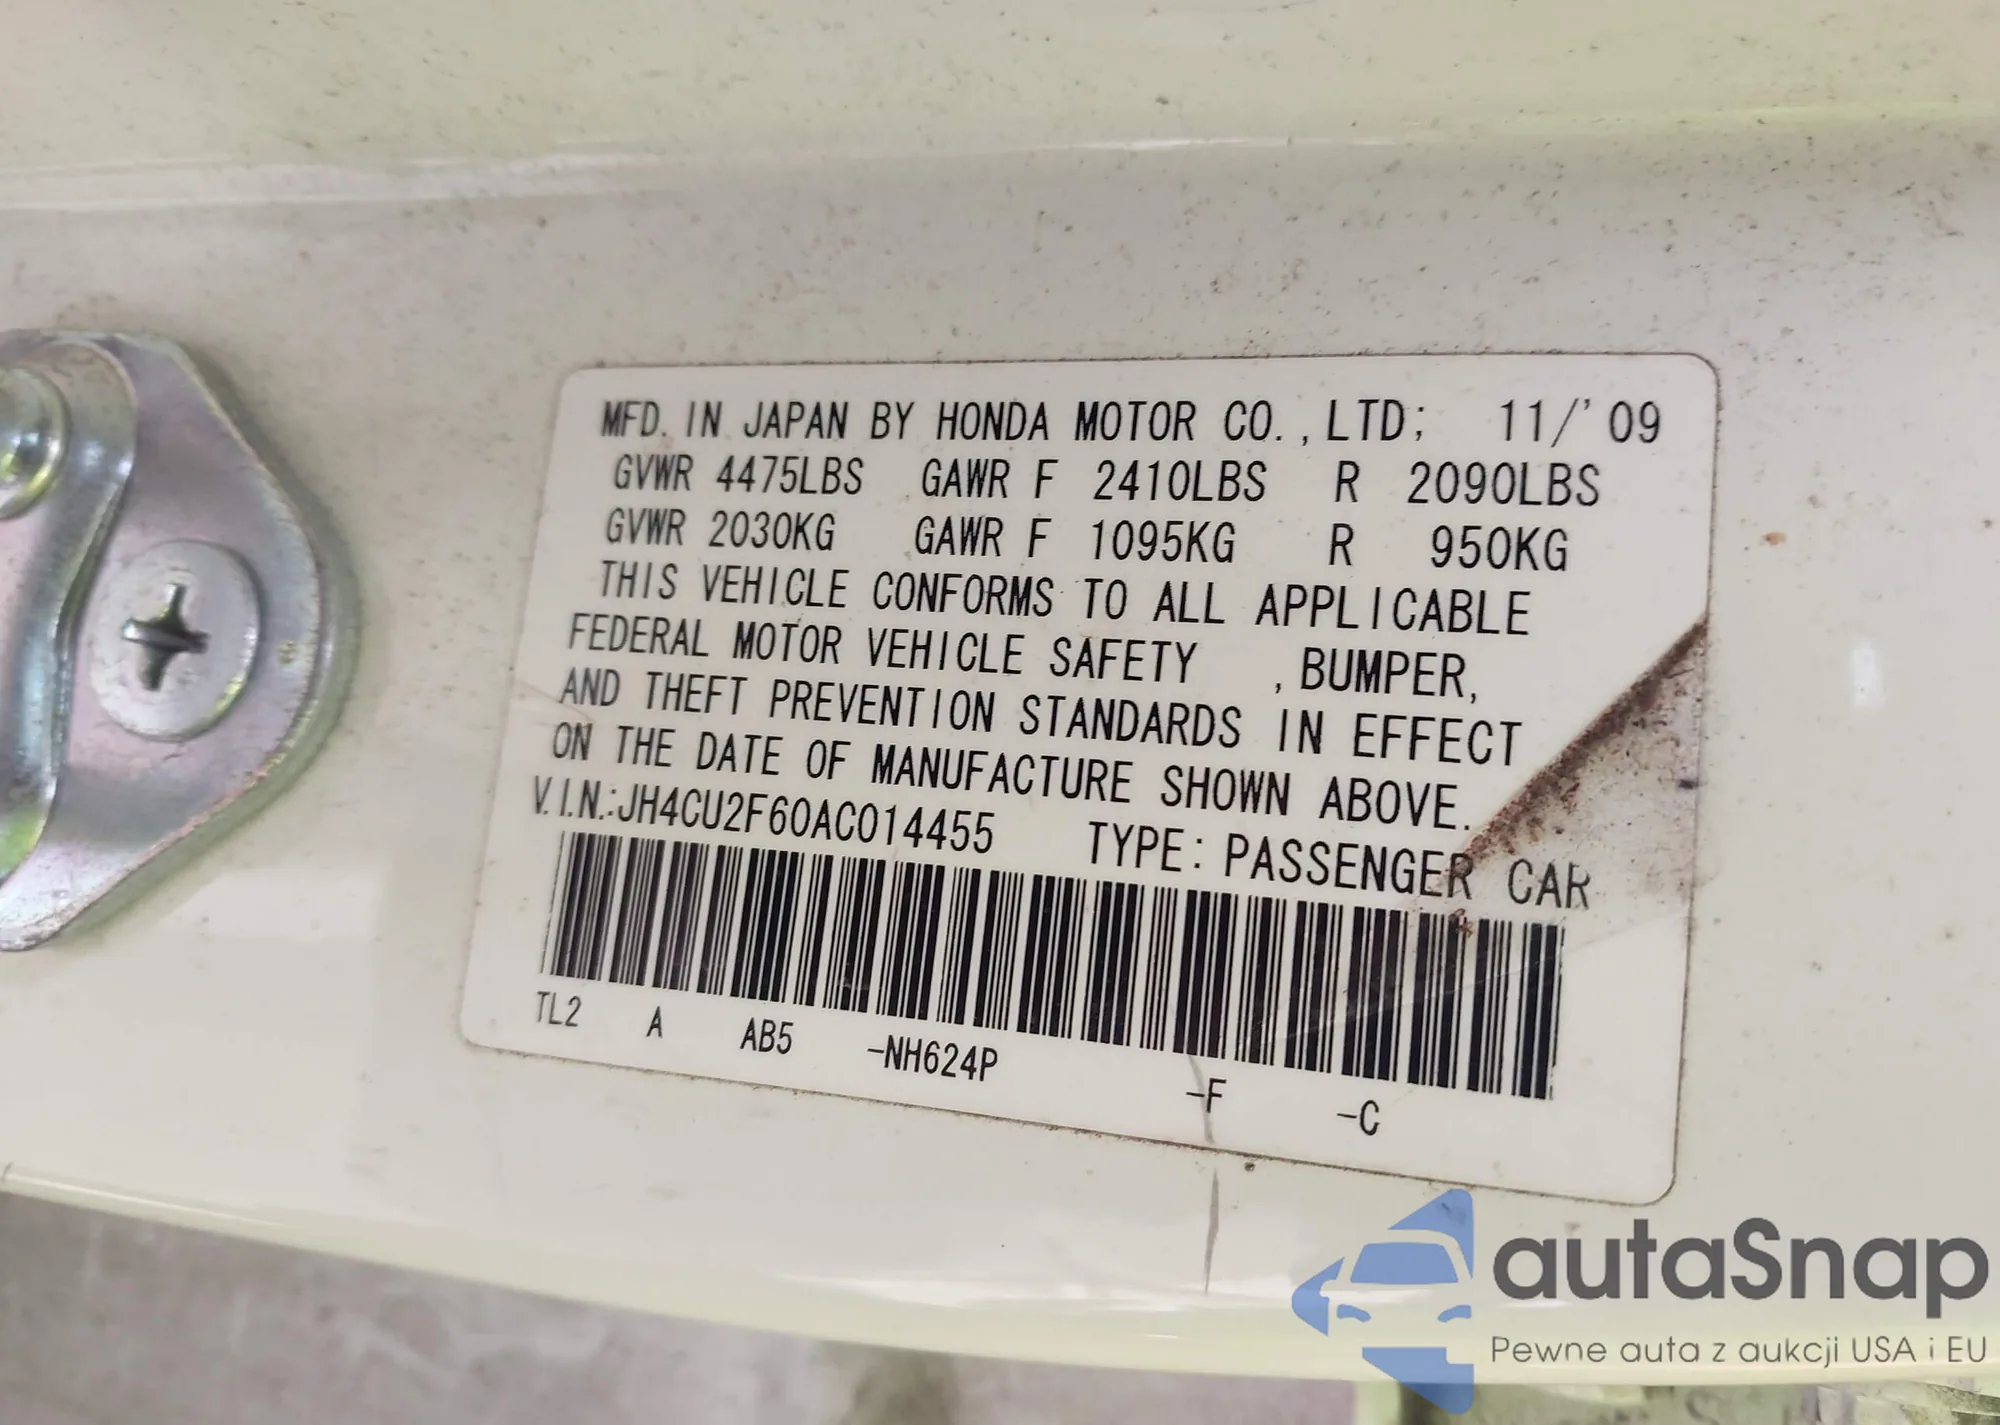 MFD. IN JAPAN BY HONDA MOTOR CO.,LTD; 11/'09
GVWR 4475LBS GAWR F 2410LBS R 2090LBS
GVWR 2030KG GAWR F 1095KG R 950KG
THIS VEHICLE CONFORMS TO ALL APPLICABLE
FEDERAL MOTOR VEHICLE SAFETY , BUMPER,
AND THEFT PREVENTION STANDARDS IN EFFECT
ON THE DATE OF MANUFACTURE SHOWN ABOVE.
V.I.N.:JH4CU2F60AC014455 TYPE: PASSENGER CAR
TL2 A AB5 -NH624P -F -C
autaSnap
Pewne auta z aukcji USA i EU